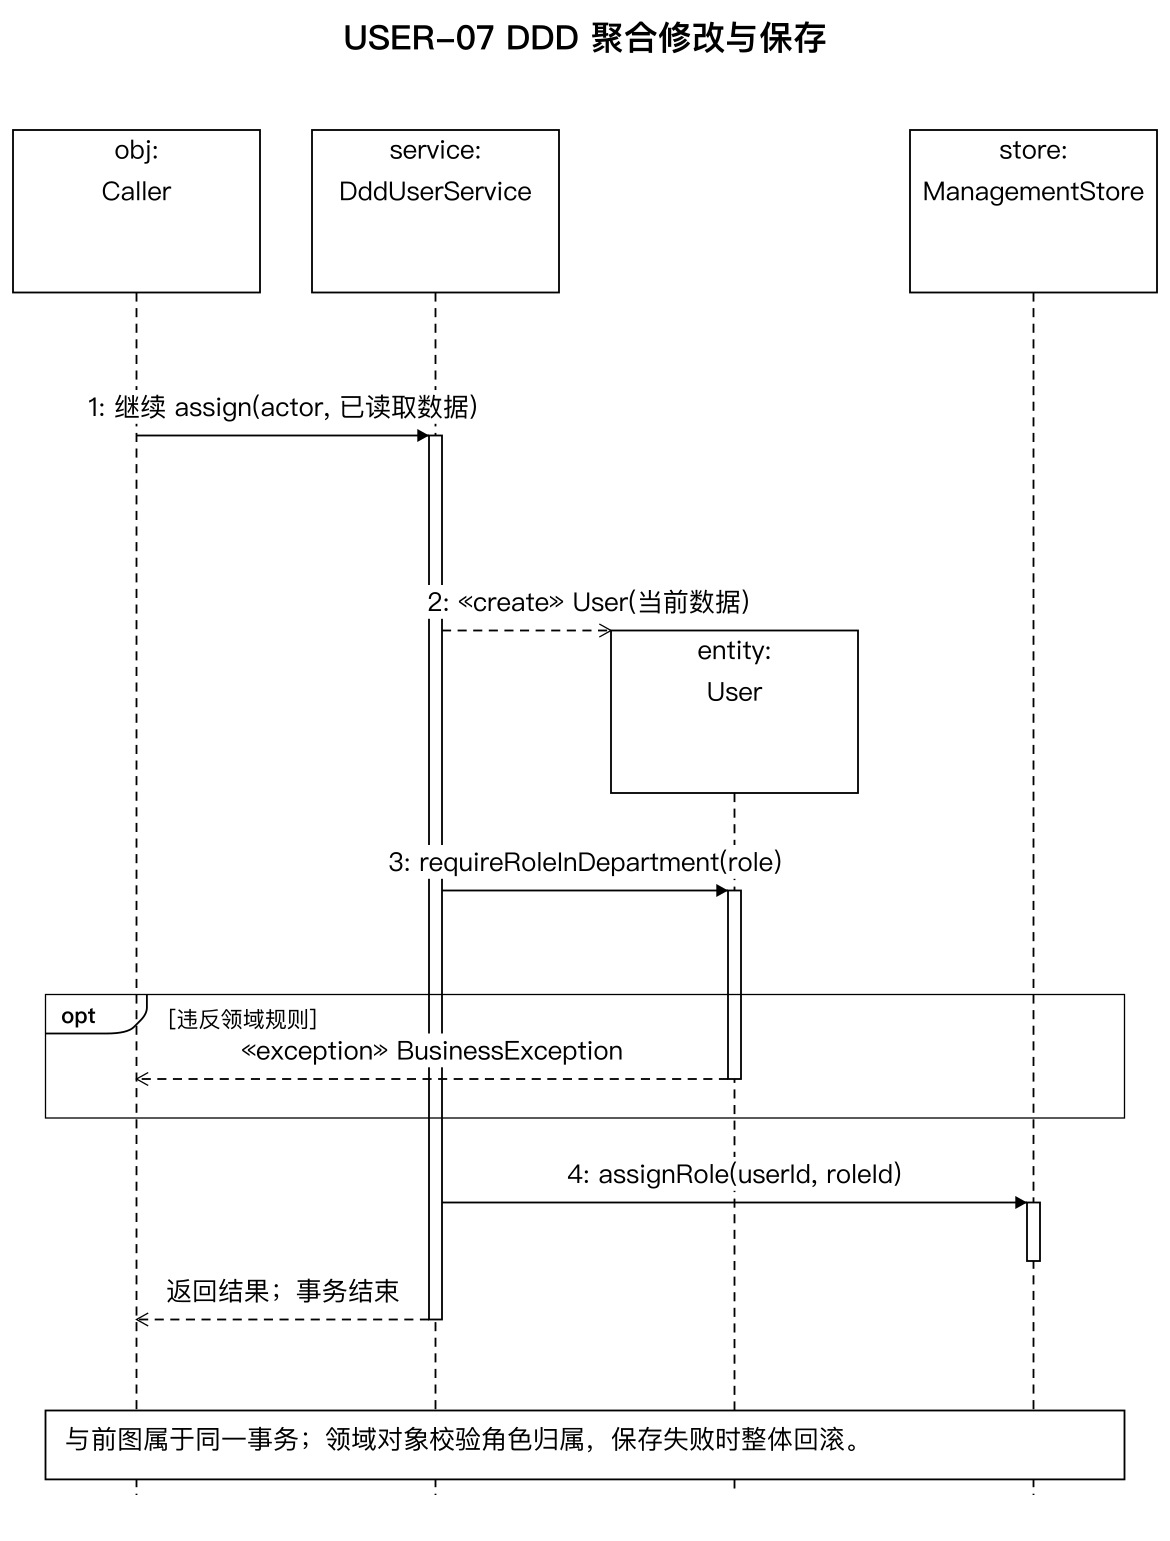 USER-07 DDD 聚合修改与保存
obj:
Caller
service:
DddUserService
store:
ManagementStore
1: 继续 assign(actor, 已读取数据)
2: «create» User(当前数据)
entity:
User
3: requireRoleInDepartment(role)
opt
[违反领域规则]
«exception» BusinessException
4: assignRole(userId, roleId)
返回结果；事务结束
与前图属于同一事务；领域对象校验角色归属，保存失败时整体回滚。